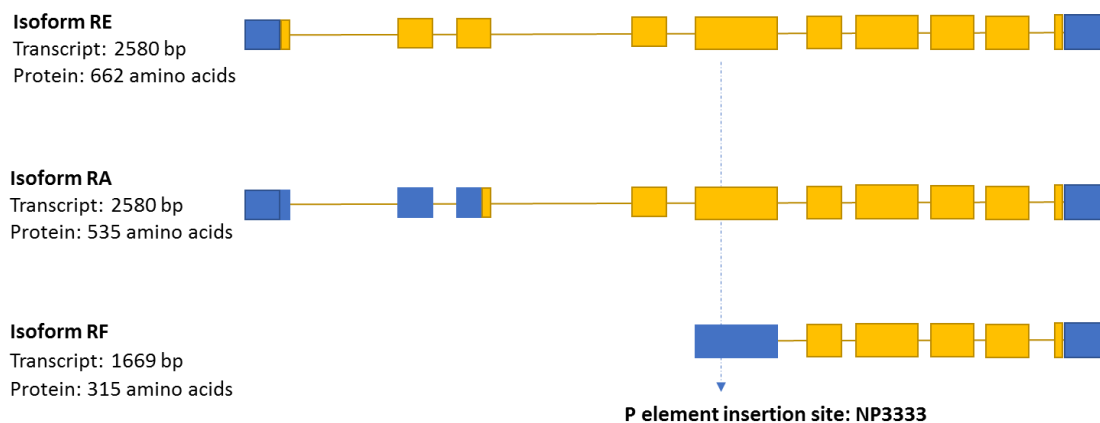 Isoform RE
Transcript: 2580 bp
Protein: 662 amino acids
Isoform RA
Transcript: 2580 bp
Protein: 535 amino acids
Isoform RF
Transcript: 1669 bp
Protein: 315 amino acids
P element insertion site: NP3333